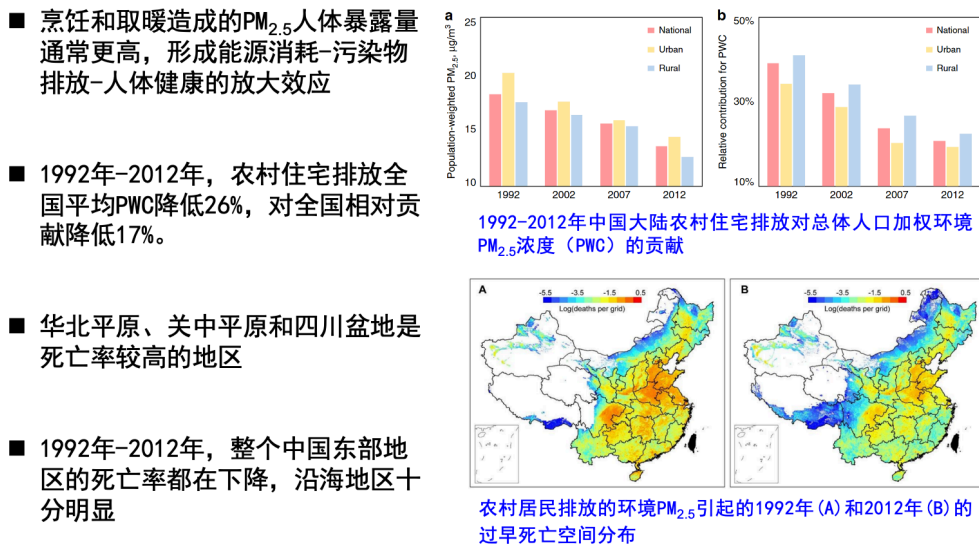 ■ 烹饪和取暖造成的PM2.5人体暴露量
通常更高，形成能源消耗-污染物
排放-人体健康的放大效应
■ 1992年-2012年，农村住宅排放全
国平均PWC降低26%，对全国相对贡
献降低17%。
■ 华北平原、关中平原和四川盆地是
死亡率较高的地区
■ 1992年-2012年，整个中国东部地
区的死亡率都在下降，沿海地区十
分明显
a
Population-weighted PM2.5, μg/m³
25
20
15
10
National
Urban
Rural
1992 2002 2007 2012
b
Relative contribution for PWC
50%
30%
10%
National
Urban
Rural
1992 2002 2007 2012
1992-2012年中国大陆农村住宅排放对总体人口加权环境
PM2.5浓度（PWC）的贡献
A
-5.5 -3.5 -1.5 0.5
Log(deaths per grid)
B
-5.5 -3.5 -1.5 0.5
Log(deaths per grid)
农村居民排放的环境PM2.5引起的1992年(A)和2012年(B)的
过早死亡空间分布